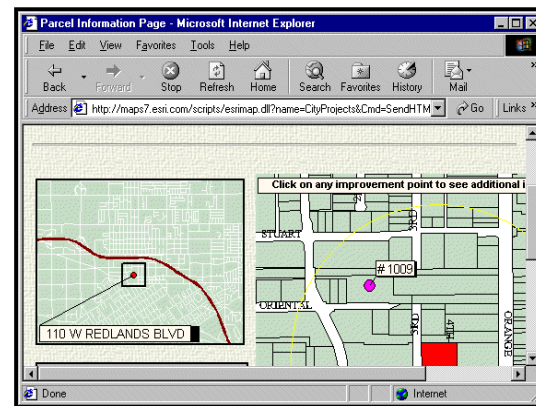 Parcel Information Page - Microsoft Internet Explorer
File Edit View Favorites Tools Help
Back Forward Stop Refresh Home Search Favorites History Mail
Address http://maps7.esri.com/scripts/esrimap.dll?name=CityProjects&Cmd=SendHTM Go Links
Click on any improvement point to see additional i
3RD
STUART
#1009
ORIENTAL
3RD
4TH
ORANGE
110 W REDLANDS BLVD
Done Internet